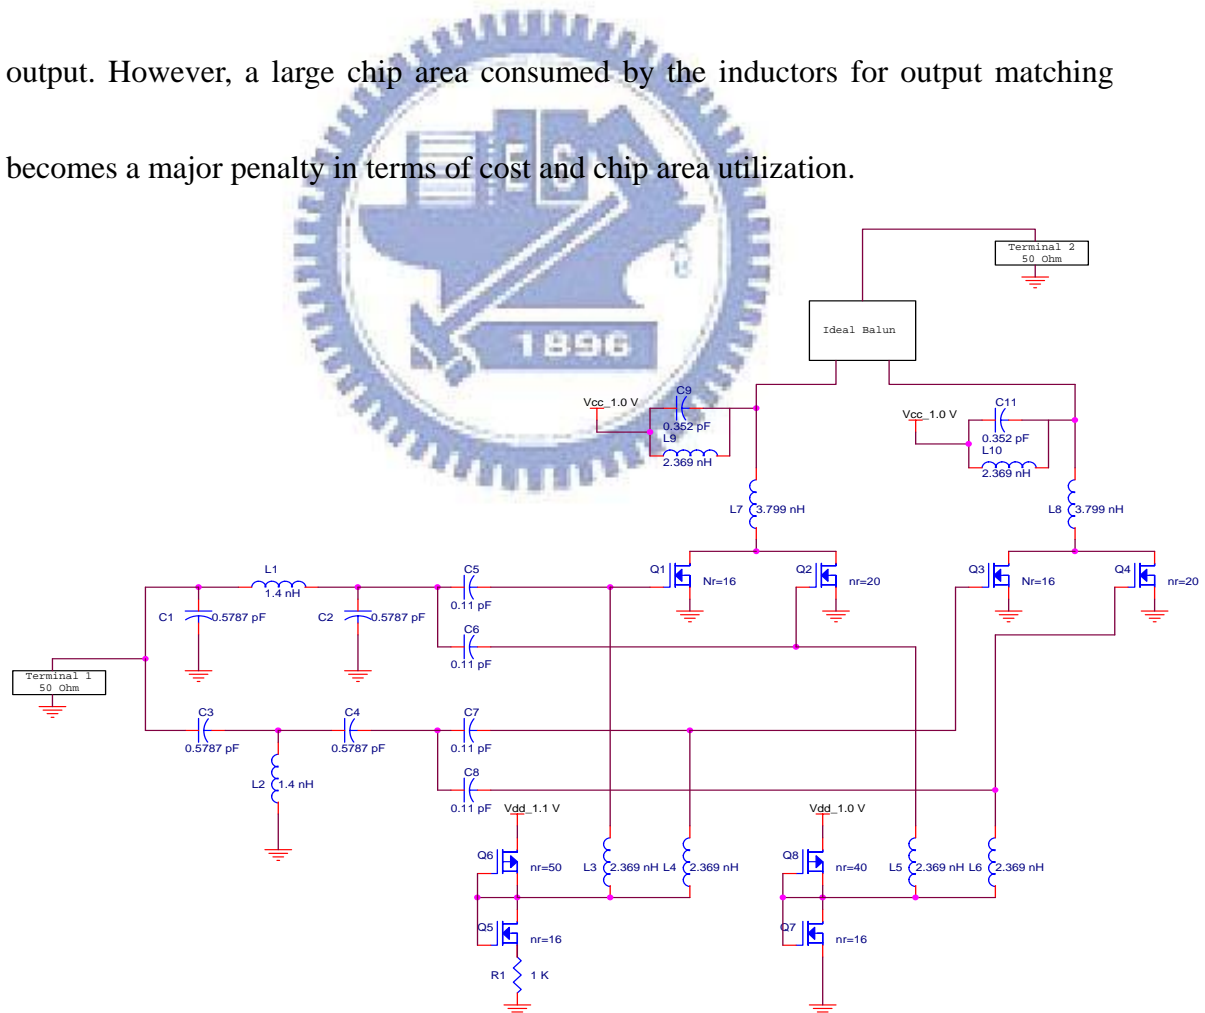 output. However, a large chip area consumed by the inductors for output matching
becomes a major penalty in terms of cost and chip area utilization.
E S
1896
Terminal 2
50 Ohm
Ideal Balun
Vcc_1.0 V
C9
0.352 pF
L9
2.369 nH
Vcc_1.0 V
C11
0.352 pF
L10
2.369 nH
L7
3.799 nH
L8
3.799 nH
Q1
Nr=16
Q2
nr=20
Q3
Nr=16
Q4
nr=20
L1
1.4 nH
C1
0.5787 pF
C2
0.5787 pF
C5
0.11 pF
C6
0.11 pF
Terminal 1
50 Ohm
C3
0.5787 pF
C4
0.5787 pF
L2
1.4 nH
C7
0.11 pF
C8
0.11 pF
Vdd_1.1 V
Vdd_1.0 V
Q6
nr=50
L3
2.369 nH
L4
2.369 nH
Q8
nr=40
L5
2.369 nH
L6
2.369 nH
Q5
nr=16
Q7
nr=16
R1
1 K